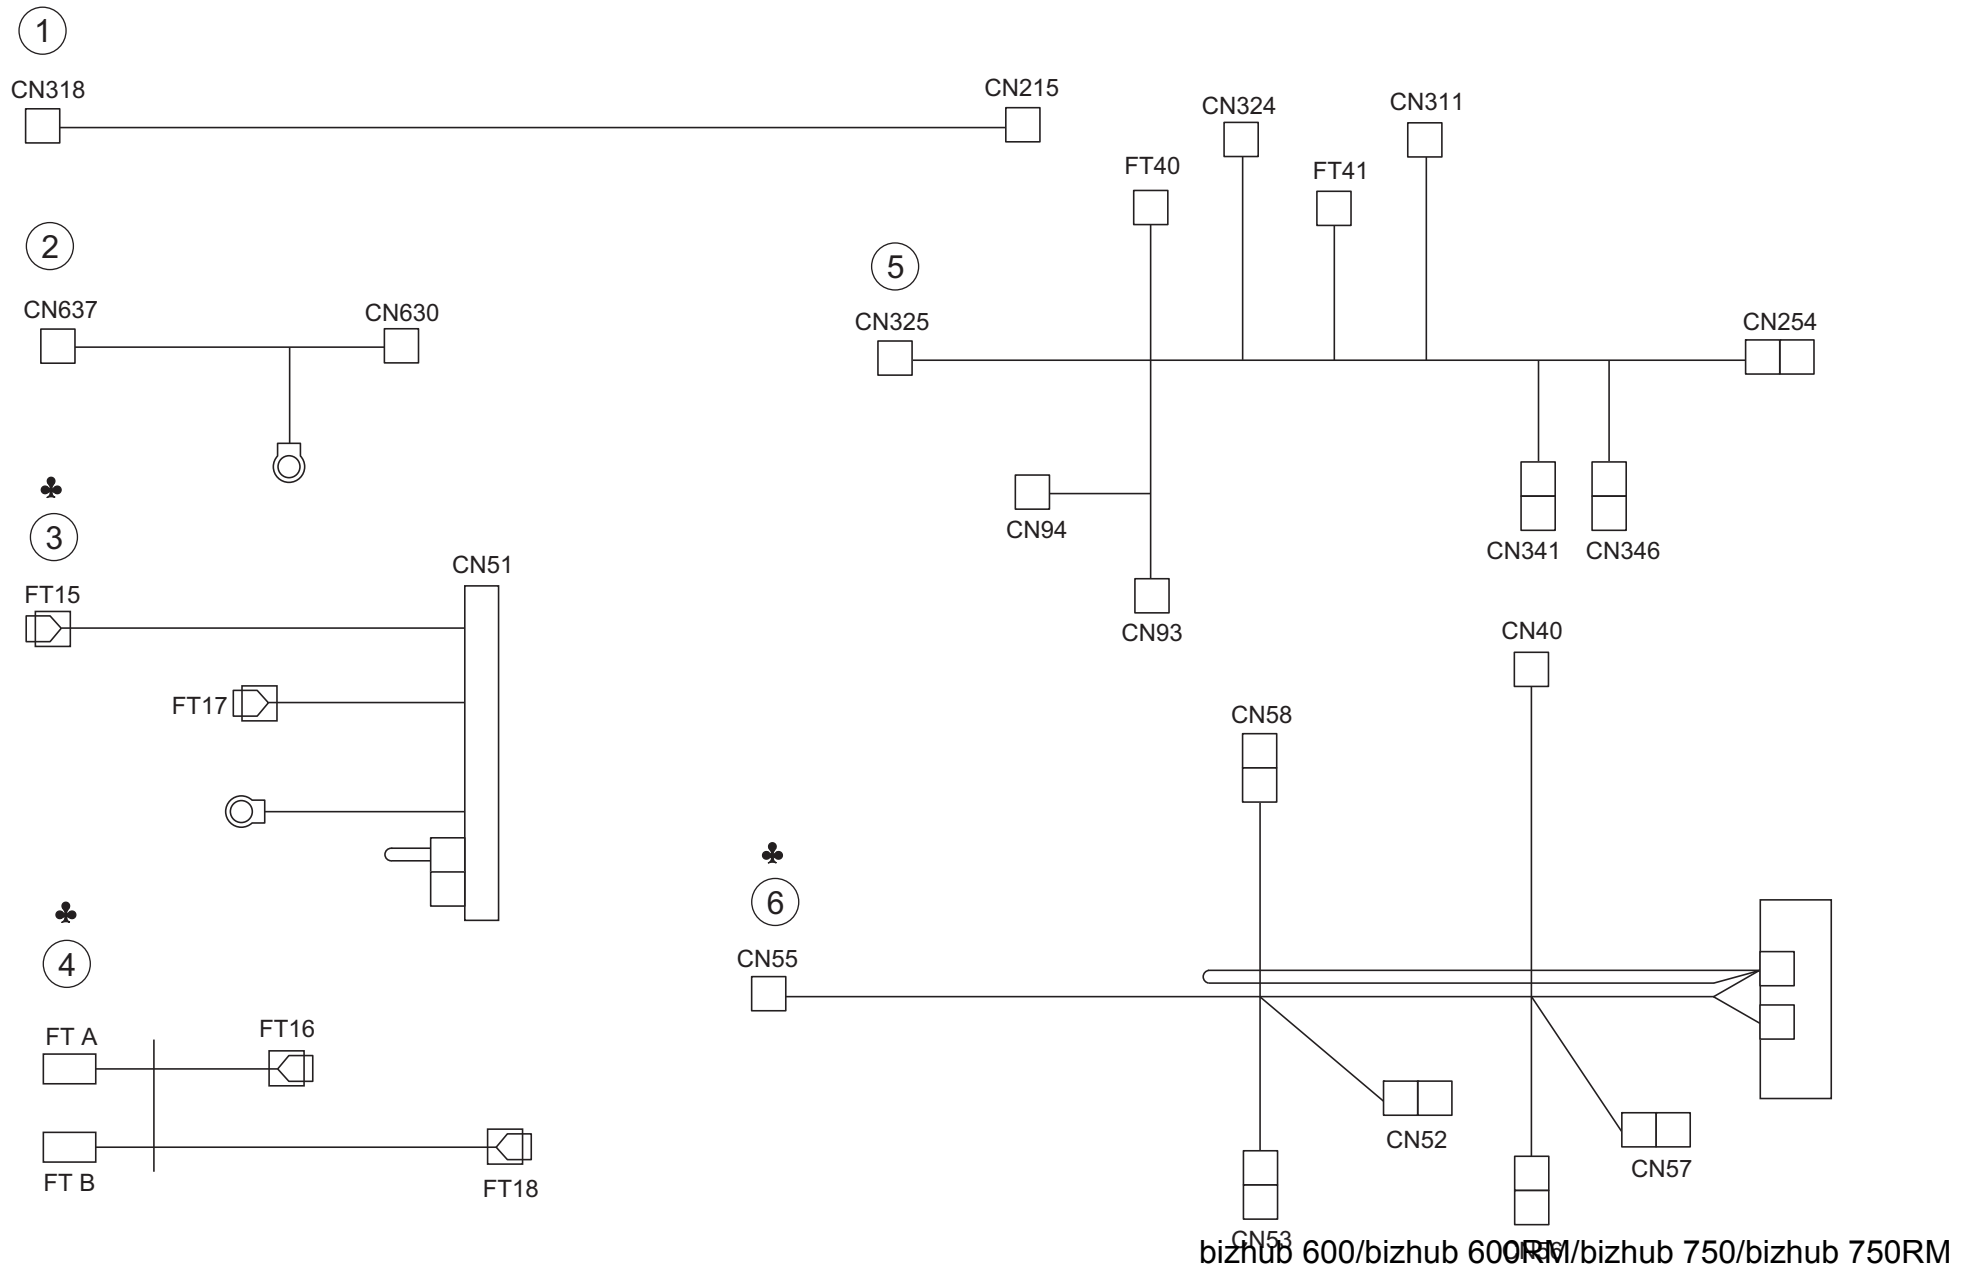 1
CN318
CN215
CN324
CN311
FT40
FT41
2
CN637
CN630
5
CN325
CN254
♣
3
FT15
CN51
CN94
CN341
CN346
CN93
CN40
FT17
CN58
♣
4
♣
6
CN55
FT A
FT16
FT B
FT18
CN52
CN57
CN53
CN56
bizhub 600/bizhub 600RM/bizhub 750/bizhub 750RM